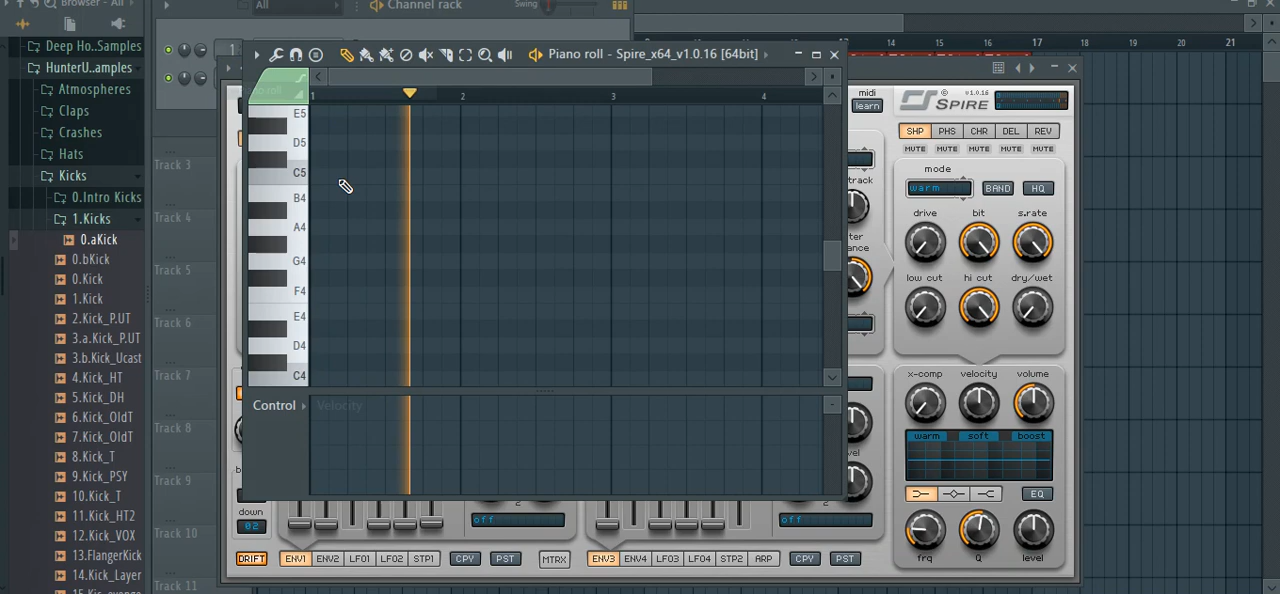 Browser - All
All
Channel rack
Swing
Deep Ho..Samples
HunterU..amples
Atmospheres
Claps
Crashes
Hats
Kicks
0.Intro Kicks
1.Kicks
0.aKick
0.bKick
0.Kick
1.Kick
2.Kick_P.UT
3.a.Kick_P.UT
3.b.Kick_Ucast
4.Kick_HT
5.Kick_DH
6.Kick_OldT
7.Kick_OldT
8.Kick_T
9.Kick_PSY
10.Kick_T
11.Kick_HT2
12.Kick_VOX
13.FlangerKick
14.Kick_Layer
1
Track 3
Track 4
Track 5
Track 6
Track 7
Track 8
Track 9
Track 10
Track 11
Piano roll - Spire_x64_v1.0.16 [64bit]
1 2 3 4
E5
D5
C5
B4
A4
G4
F4
E4
D4
C4
Control
Velocity
14 15 16 17 18 19 20 21
midi
learn
SPIRE
v1.0.16
SHP PHS CHR DEL REV
MUTE MUTE MUTE MUTE MUTE
track
mode
warm BAND HQ
drive bit s.rate
low cut hi cut dry/wet
x-comp velocity volume
warm soft boost
EQ
frq Q level
down
02
off
off
DRIFT ENV1 ENV2 LFO1 LFO2 STP1 CPY PST MTRX ENV3 ENV4 LFO3 LFO4 STP2 ARP CPY PST